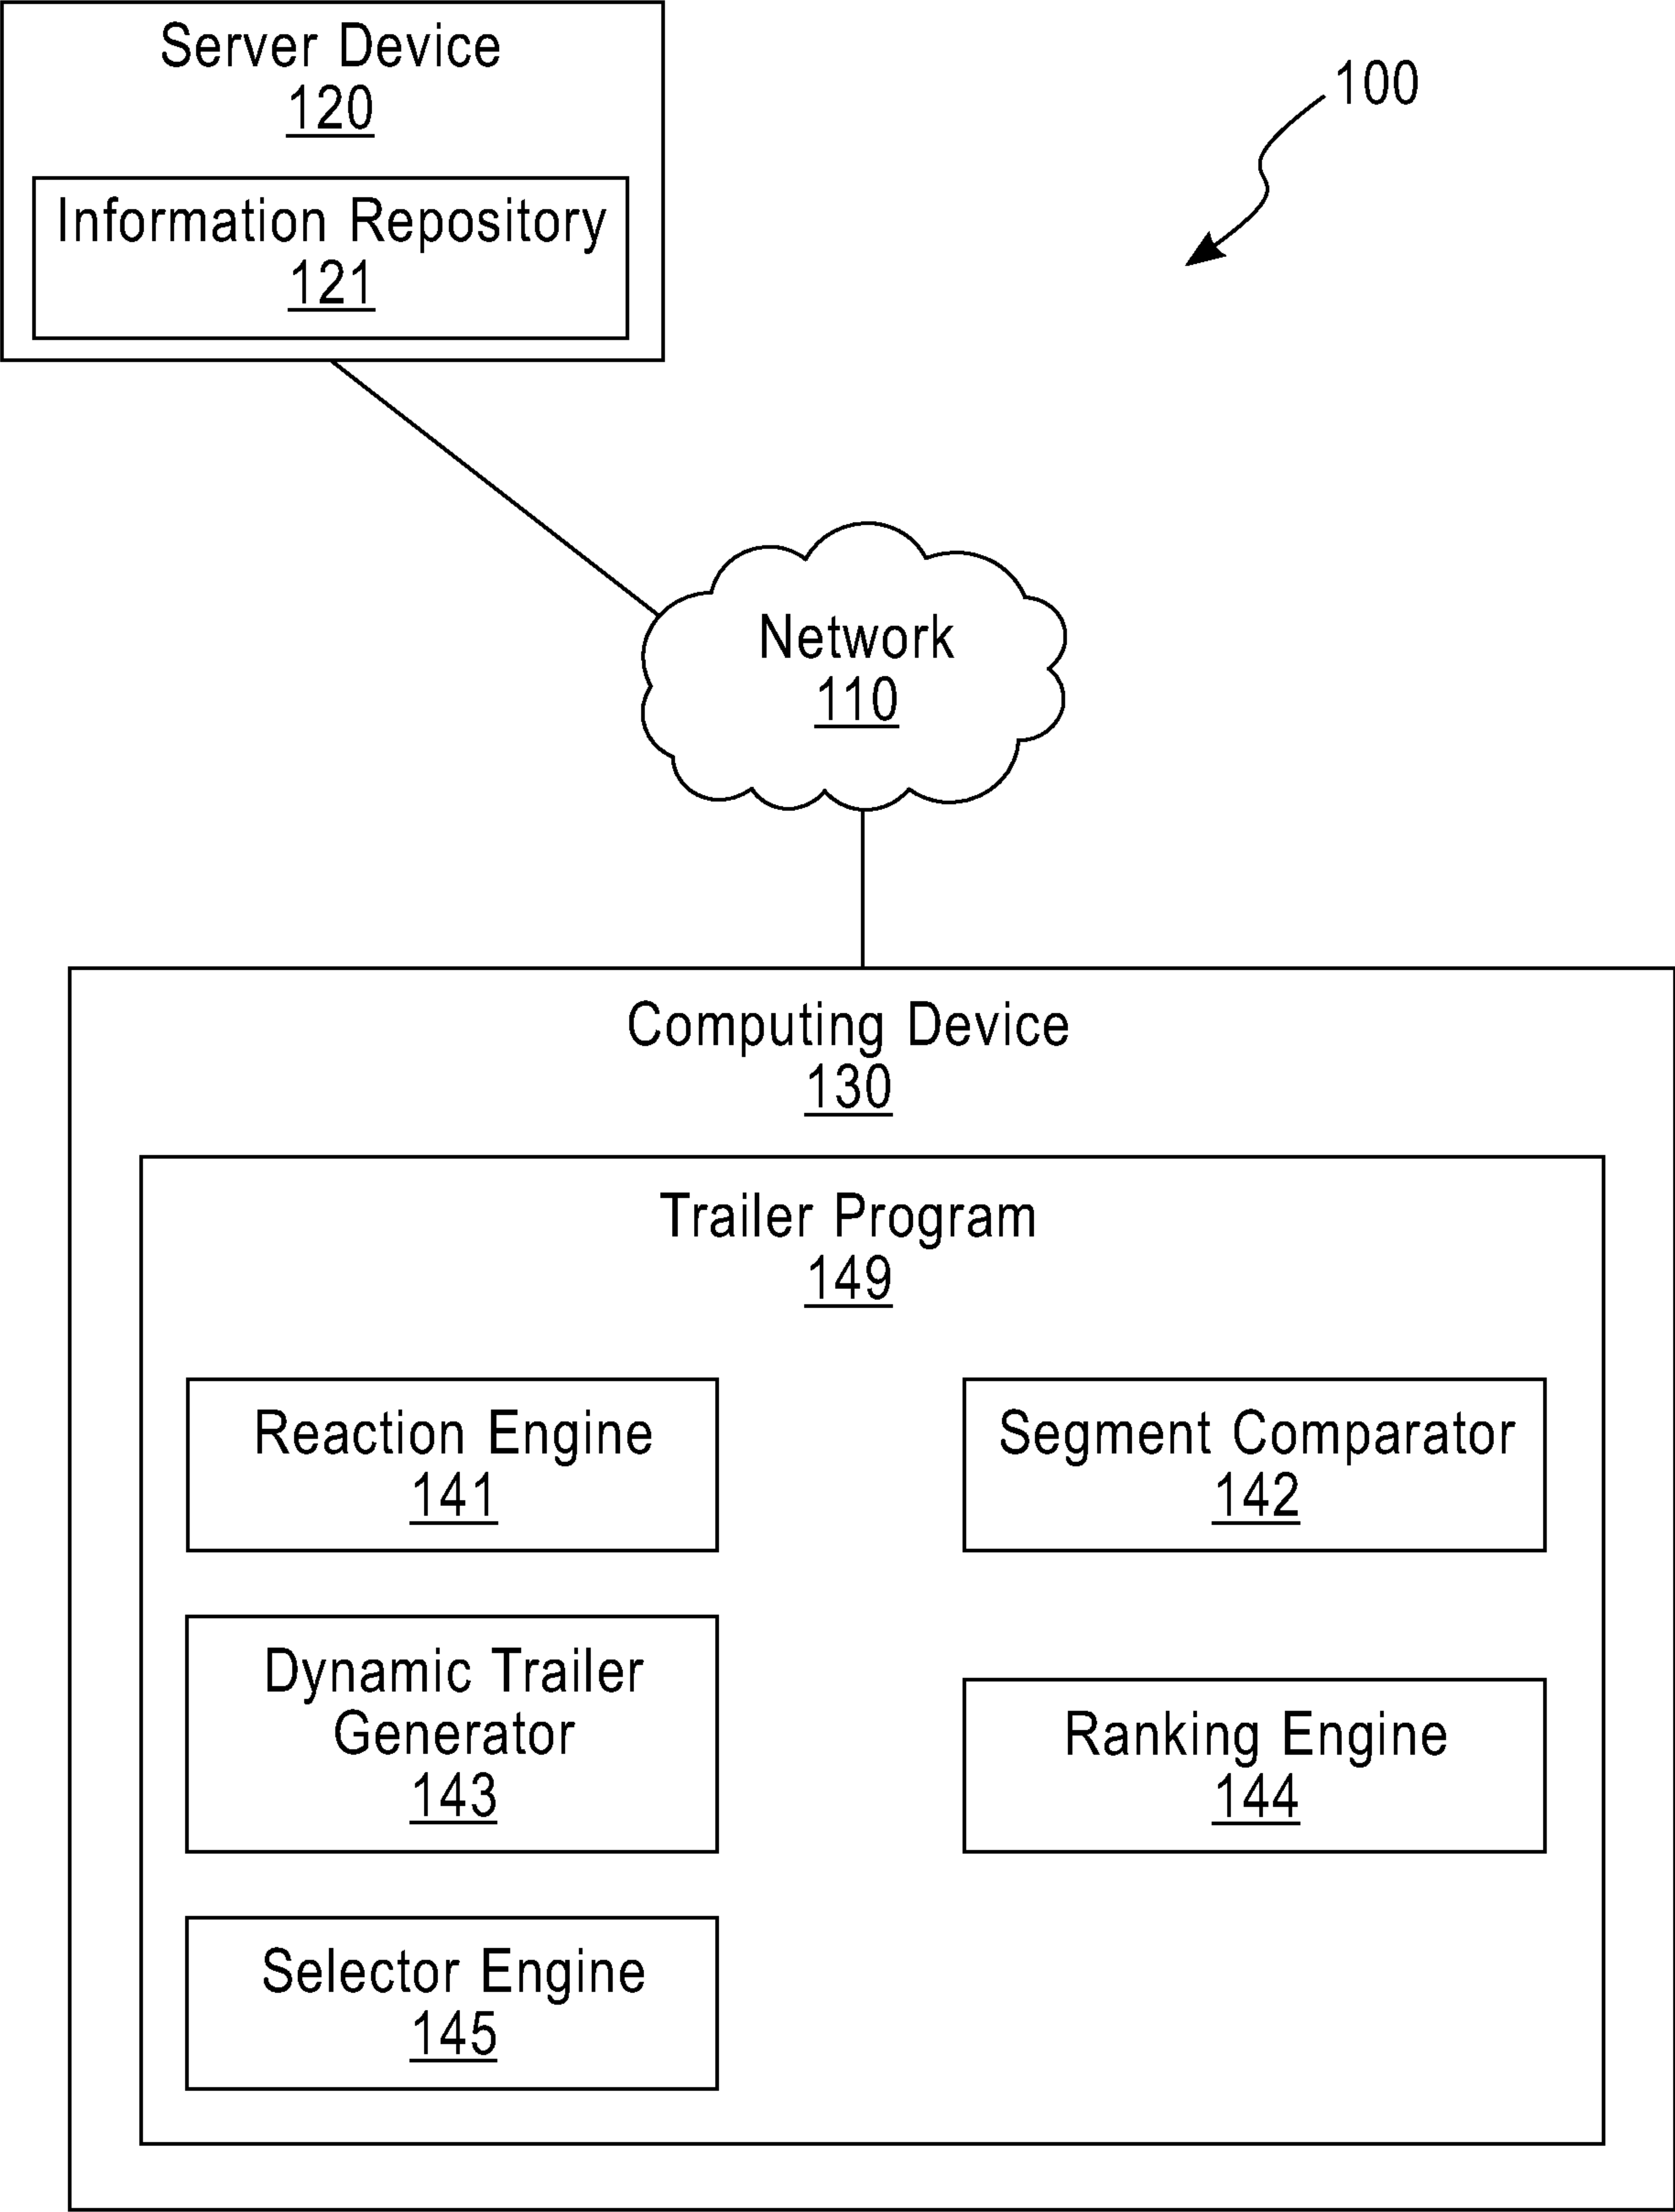 Server Device
120
Information Repository
121
100
Network
110
Computing Device
130
Trailer Program
149
Reaction Engine
141
Segment Comparator
142
Dynamic Trailer
Generator
143
Ranking Engine
144
Selector Engine
145